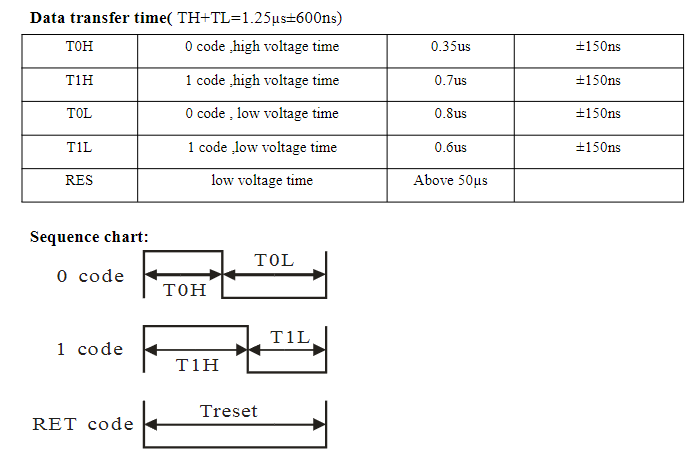 Data transfer time( TH+TL=1.25µs±600ns)
T0H 0 code ,high voltage time 0.35us ±150ns
T1H 1 code ,high voltage time 0.7us ±150ns
T0L 0 code , low voltage time 0.8us ±150ns
T1L 1 code ,low voltage time 0.6us ±150ns
RES low voltage time Above 50µs
Sequence chart:
0 code T0H T0L
1 code T1H T1L
RET code Treset